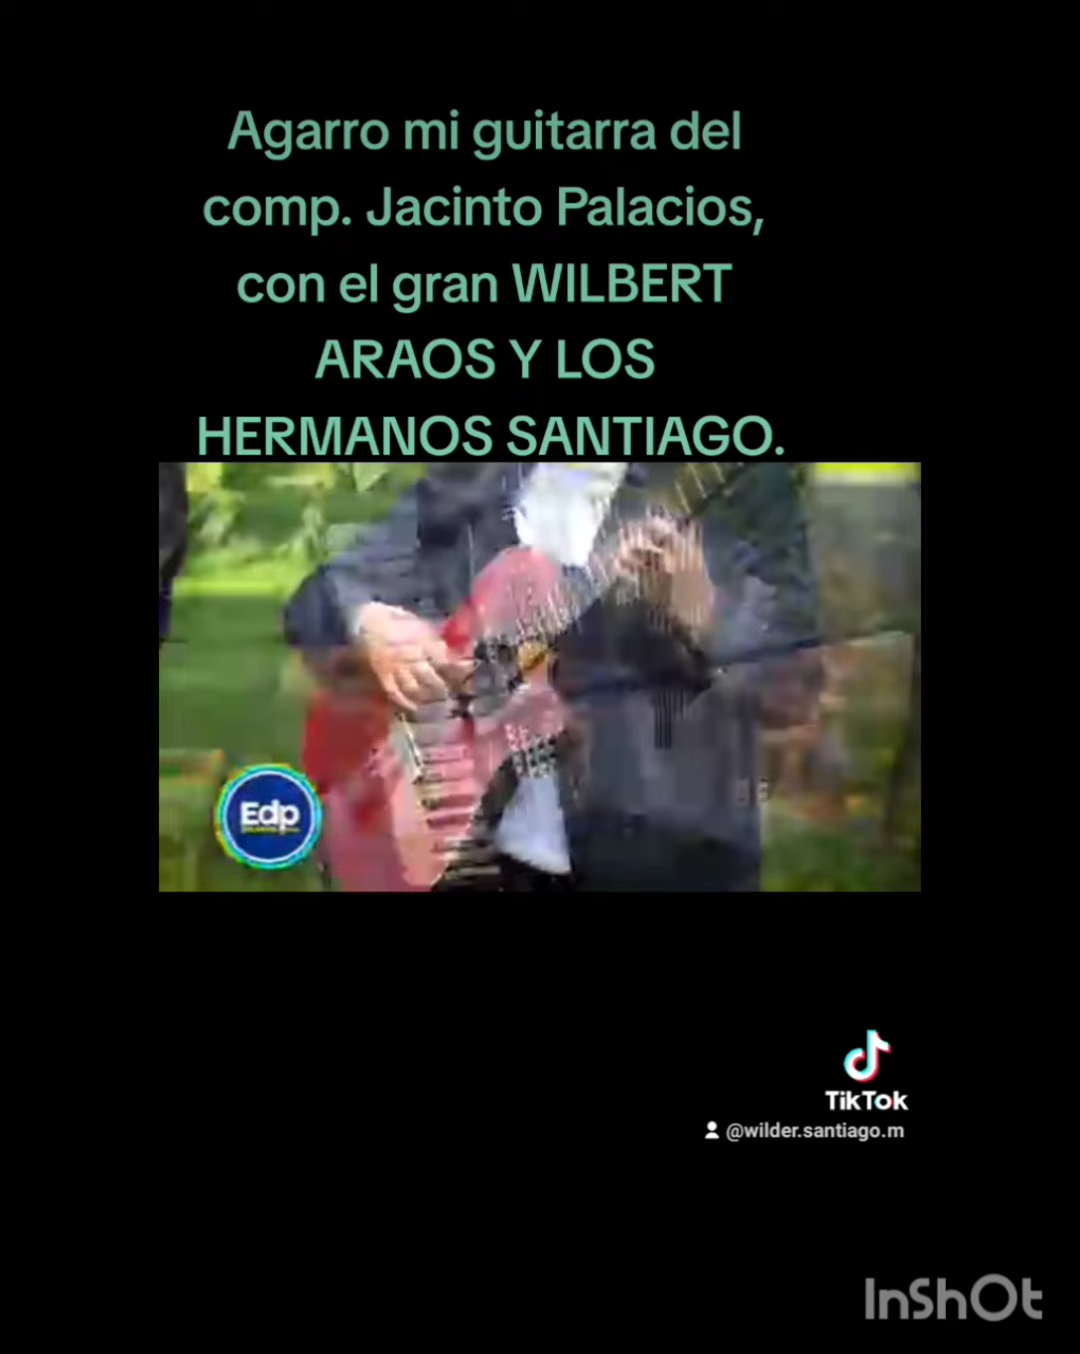 Agarro mi guitarra del
comp. Jacinto Palacios,
con el gran WILBERT
ARAOS Y LOS
HERMANOS SANTIAGO.
Edp
TikTok
@wilder.santiago.m
InShOt